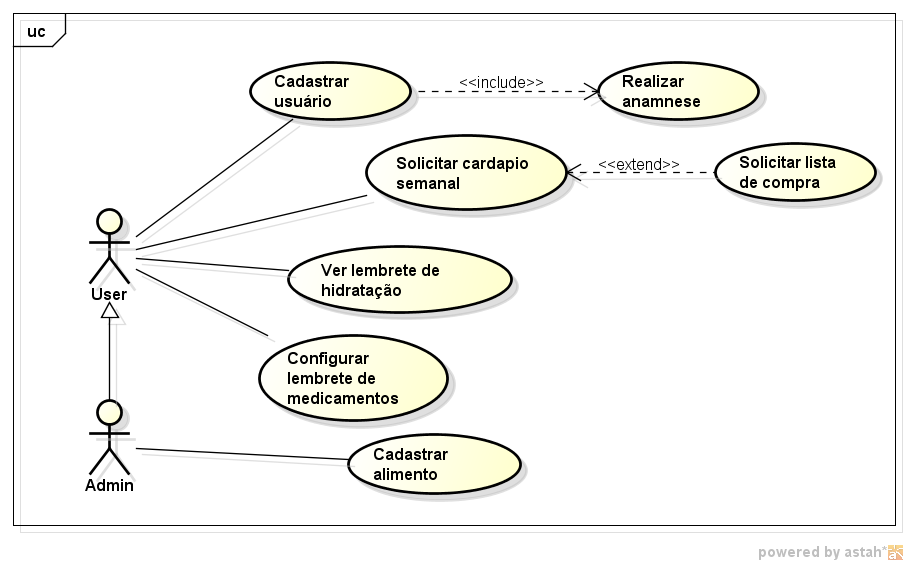 uc
Cadastrar
usuário
<<include>>
Realizar
anamnese
Solicitar cardapio
semanal
<<extend>>
Solicitar lista
de compra
User
Ver lembrete de
hidratação
Configurar
lembrete de
medicamentos
Admin
Cadastrar
alimento
powered by astah*